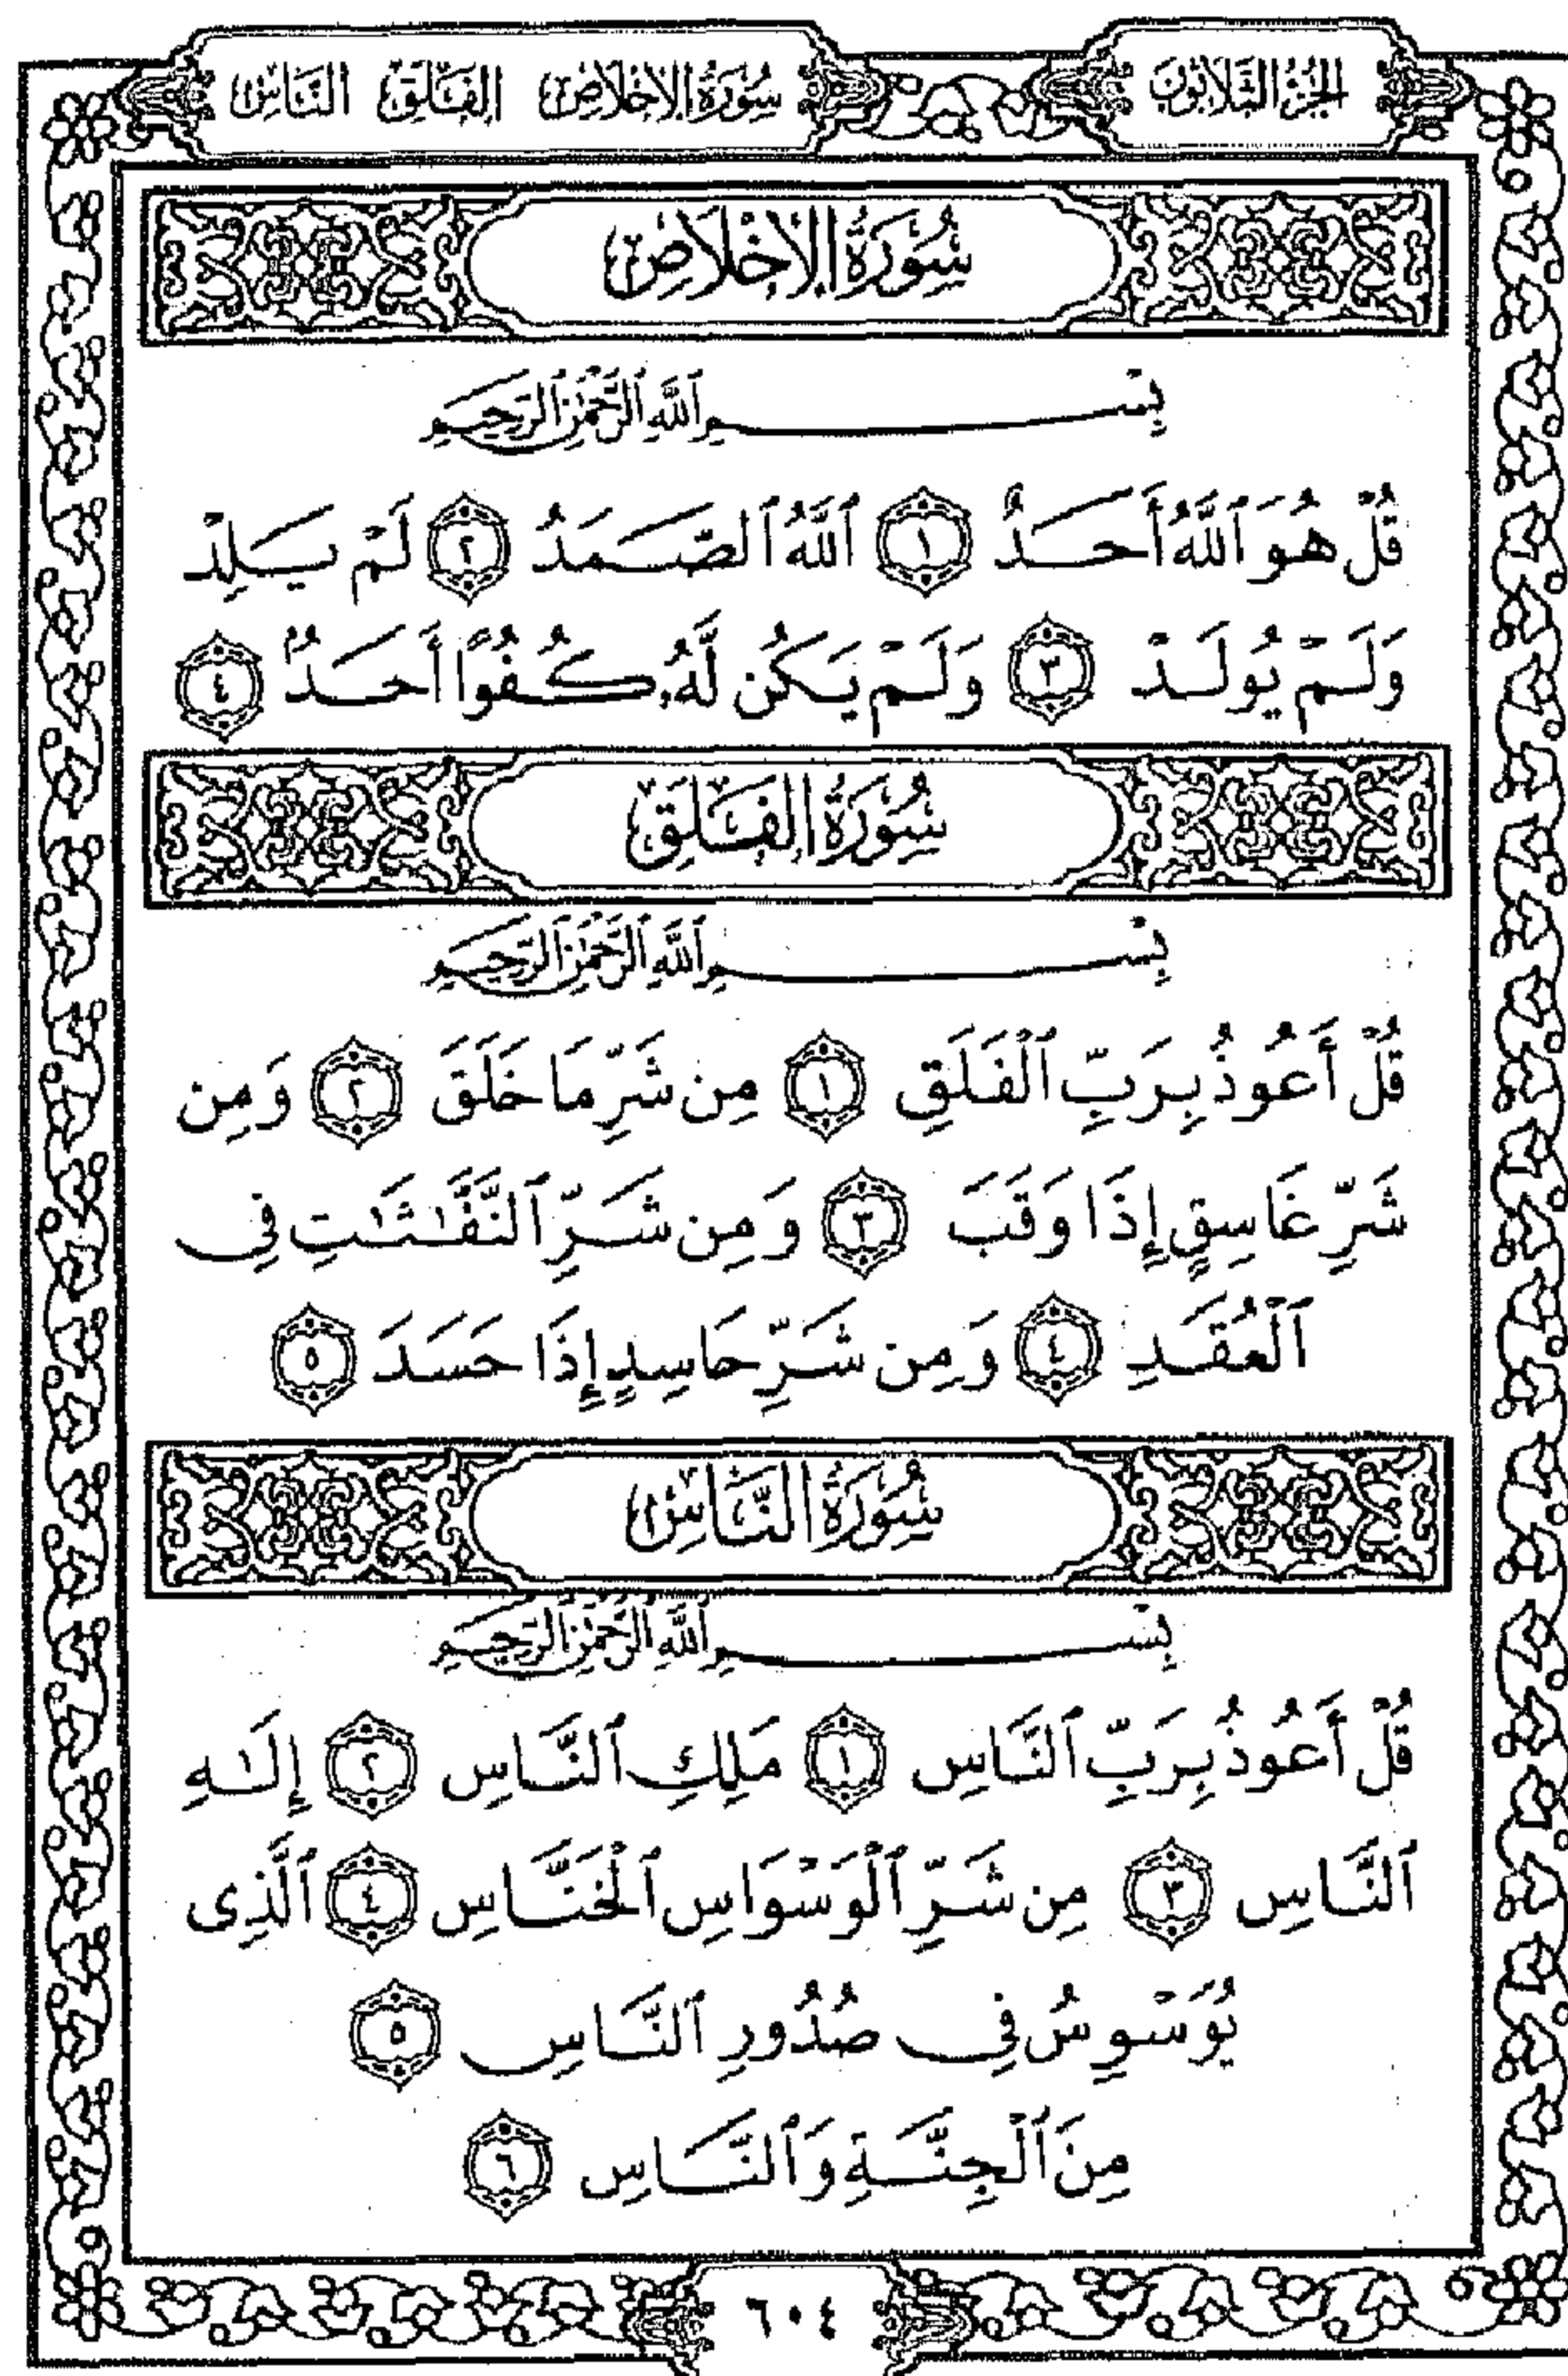 الجزء الثلاثون
سورة الإخلاص الفلق الناس
سُورَةُ الإِخْلَاصِ
بِسْمِ ٱللَّهِ ٱلرَّحْمَٰنِ ٱلرَّحِيمِ
قُلْ هُوَ ٱللَّهُ أَحَدٌ ١ ٱللَّهُ ٱلصَّمَدُ ٢ لَمْ يَلِدْ
وَلَمْ يُولَدْ ٣ وَلَمْ يَكُن لَّهُۥ كُفُوًا أَحَدٌۢ ٤
سُورَةُ الفَلَقِ
بِسْمِ ٱللَّهِ ٱلرَّحْمَٰنِ ٱلرَّحِيمِ
قُلْ أَعُوذُ بِرَبِّ ٱلْفَلَقِ ١ مِن شَرِّ مَا خَلَقَ ٢ وَمِن
شَرِّ غَاسِقٍ إِذَا وَقَبَ ٣ وَمِن شَرِّ ٱلنَّفَّٰثَٰتِ فِى
ٱلْعُقَدِ ٤ وَمِن شَرِّ حَاسِدٍ إِذَا حَسَدَ ٥
سُورَةُ النَّاسِ
بِسْمِ ٱللَّهِ ٱلرَّحْمَٰنِ ٱلرَّحِيمِ
قُلْ أَعُوذُ بِرَبِّ ٱلنَّاسِ ١ مَلِكِ ٱلنَّاسِ ٢ إِلَٰهِ
ٱلنَّاسِ ٣ مِن شَرِّ ٱلْوَسْوَاسِ ٱلْخَنَّاسِ ٤ ٱلَّذِى
يُوَسْوِسُ فِى صُدُورِ ٱلنَّاسِ ٥
مِنَ ٱلْجِنَّةِ وَٱلنَّاسِ ٦
٦٠٤